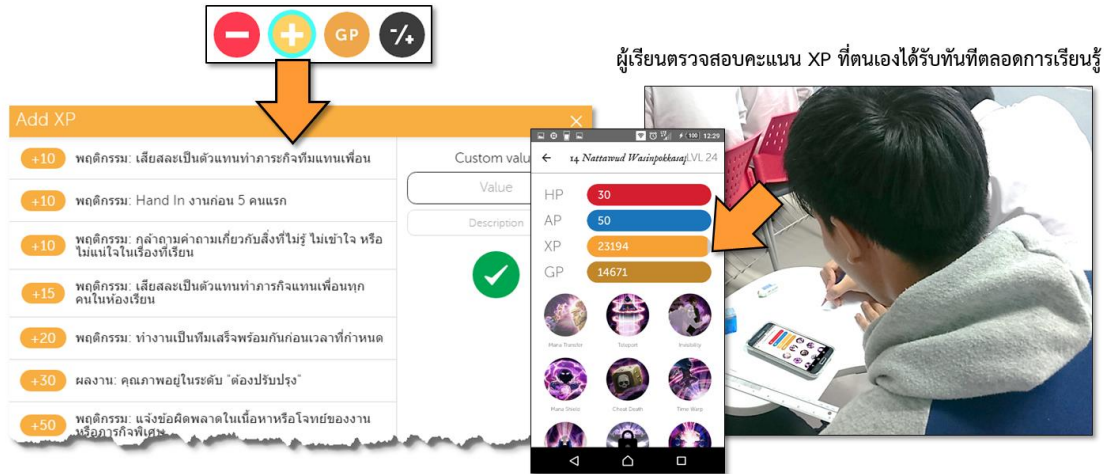 GP
-/+
ผู้เรียนตรวจสอบคะแนน XP ที่ตนเองได้รับทันทีตลอดการเรียนรู้
Add XP
+10 พฤติกรรม: เสียสละเป็นตัวแทนทำภาระกิจทีมแทนเพื่อน
+10 พฤติกรรม: Hand In งานก่อน 5 คนแรก
+10 พฤติกรรม: กล้าถามคำถามเกี่ยวกับสิ่งที่ไม่รู้ ไม่เข้าใจ หรือ
ไม่แน่ใจในเรื่องที่เรียน
+15 พฤติกรรม: เสียสละเป็นตัวแทนทำภารกิจแทนเพื่อนทุก
คนในห้องเรียน
+20 พฤติกรรม: ทำงานเป็นทีมเสร็จพร้อมกันก่อนเวลาที่กำหนด
+30 ผลงาน: คุณภาพอยู่ในระดับ "ต้องปรับปรุง"
+50 พฤติกรรม: แจ้งข้อผิดพลาดในเนื้อหาหรือโจทย์ของงาน
หรือภารกิจพิเศษ
Custom valu
Value
Description
100 12:29
14 Nattawud Wasinpokkasap LVL 24
HP 30
AP 50
XP 23194
GP 14671
Mana Transfer Teleport Invisibility
Mana Shield Cheat Death Time Warp